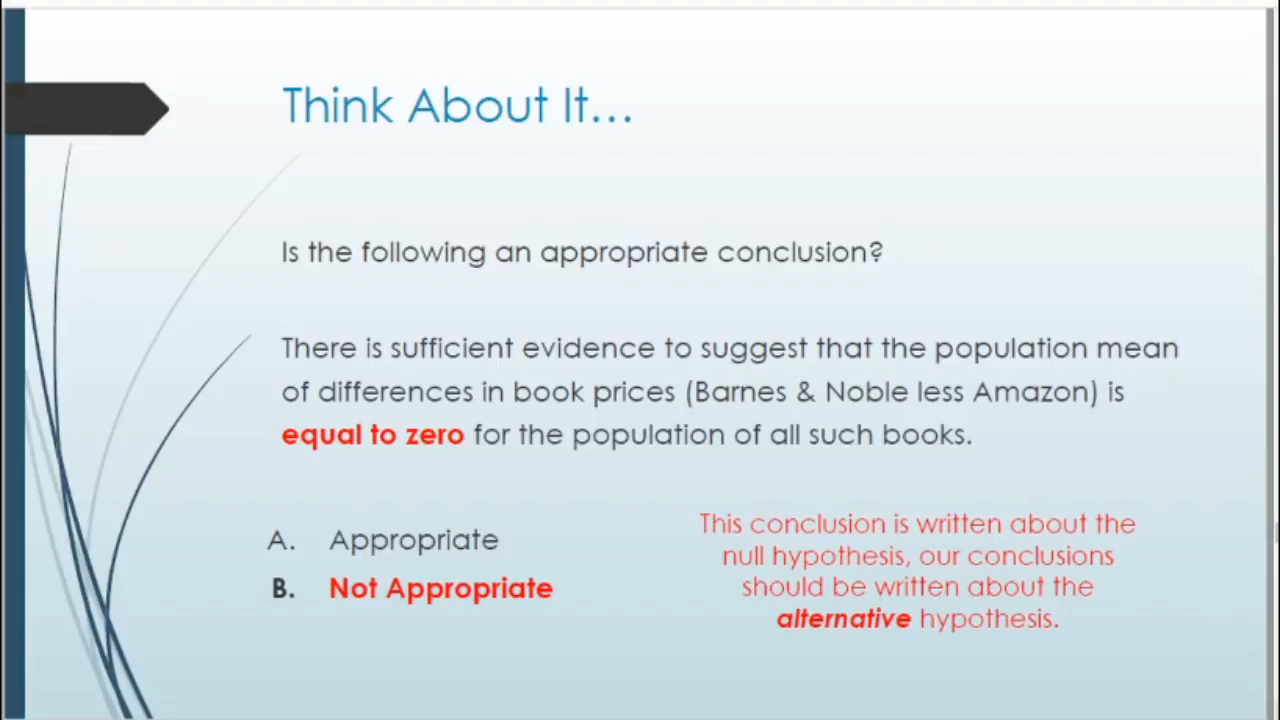 Think About It...
Is the following an appropriate conclusion?
There is sufficient evidence to suggest that the population mean
of differences in book prices (Barnes & Noble less Amazon) is
equal to zero for the population of all such books.
A. Appropriate
B. Not Appropriate
This conclusion is written about the
null hypothesis, our conclusions
should be written about the
alternative hypothesis.